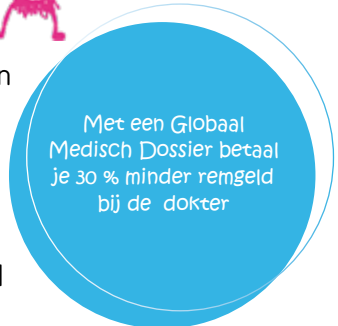 n
Met een Globaal
Medisch Dossier betaal
je 30 % minder remgeld
bij de dokter